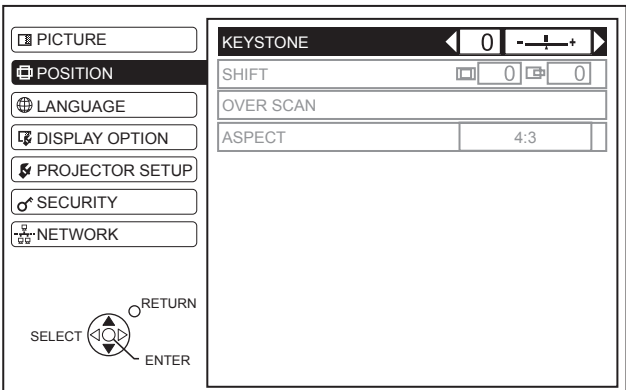 PICTURE
POSITION
LANGUAGE
DISPLAY OPTION
PROJECTOR SETUP
SECURITY
NETWORK
RETURN
SELECT
ENTER
KEYSTONE 0 - +
SHIFT 0 0
OVER SCAN
ASPECT 4:3